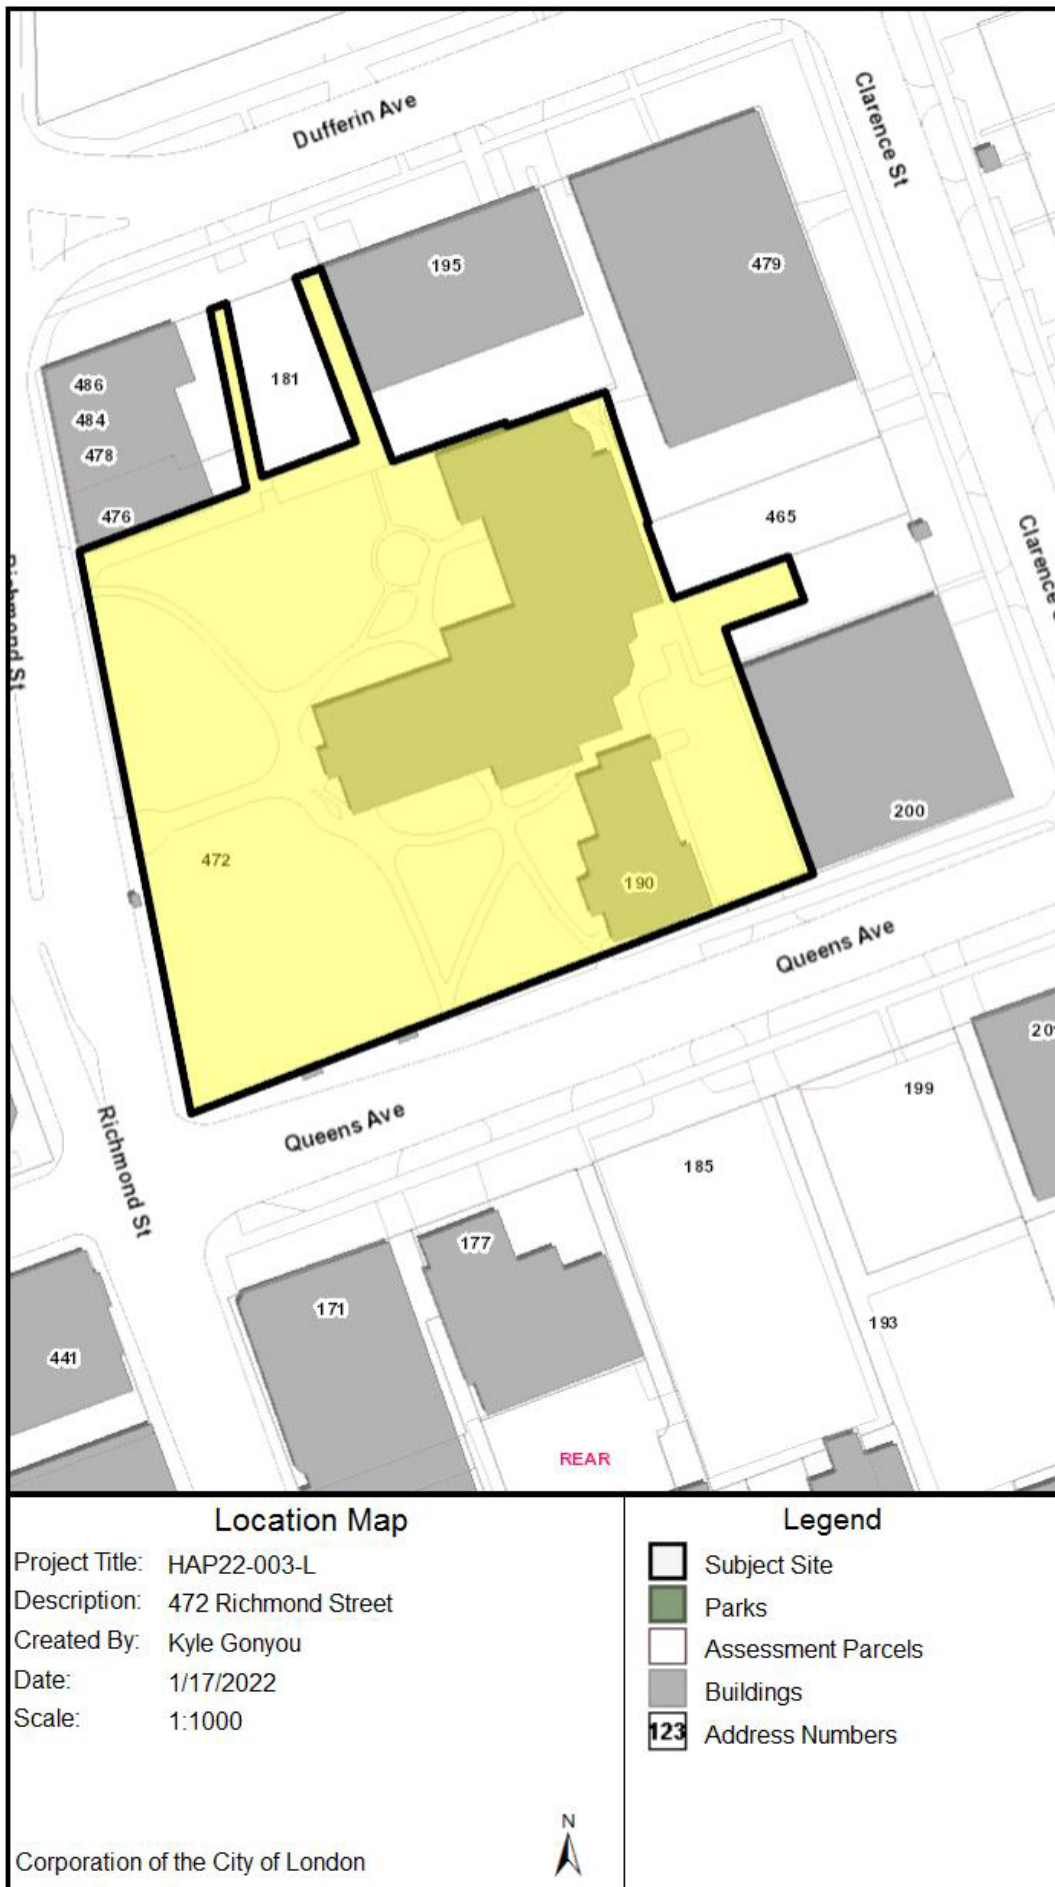 Dufferin Ave
Clarence St
195
479
486
181
484
478
476
465
Clarence
Richmond St
472
200
190
Queens Ave
20
199
Queens Ave
Richmond St
185
177
171
193
441
REAR
Location Map
Project Title: HAP22-003-L
Description: 472 Richmond Street
Created By: Kyle Gonyou
Date: 1/17/2022
Scale: 1:1000
N
Corporation of the City of London
Legend
Subject Site
Parks
Assessment Parcels
Buildings
123 Address Numbers